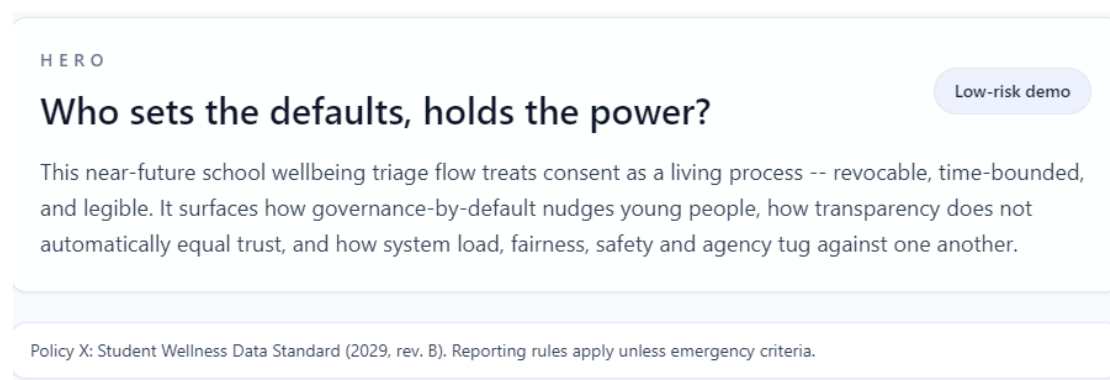 HERO
Who sets the defaults, holds the power?
Low-risk demo
This near-future school wellbeing triage flow treats consent as a living process -- revocable, time-bounded,
and legible. It surfaces how governance-by-default nudges young people, how transparency does not
automatically equal trust, and how system load, fairness, safety and agency tug against one another.
Policy X: Student Wellness Data Standard (2029, rev. B). Reporting rules apply unless emergency criteria.